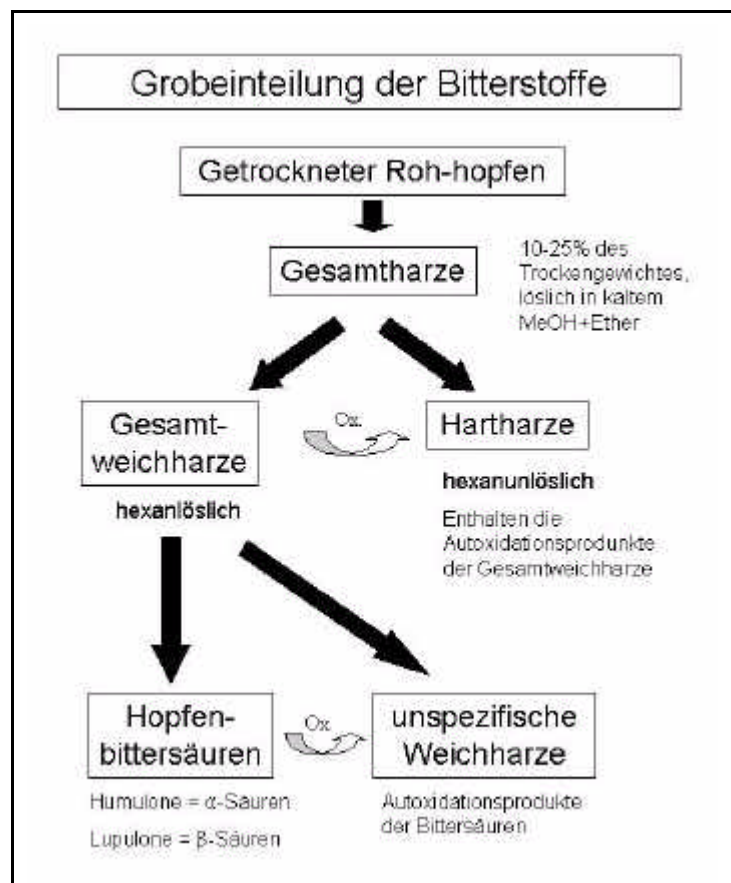 Grobeinteilung der Bitterstoffe
Getrockneter Roh-hopfen
Gesamtharze
10-25% des
Trockengewichtes,
löslich in kaltem
MeOH+Ether
Gesamt-
weichharze
Ox.
Hartharze
hexanlöslich
hexanunlöslich
Enthalten die
Autoxidationsprodunkte
der Gesamtweichharze
Hopfen-
bittersäuren
Ox
unspezifische
Weichharze
Humulone = α-Säuren
Lupulone = β-Säuren
Autoxidationsprodukte
der Bittersäuren